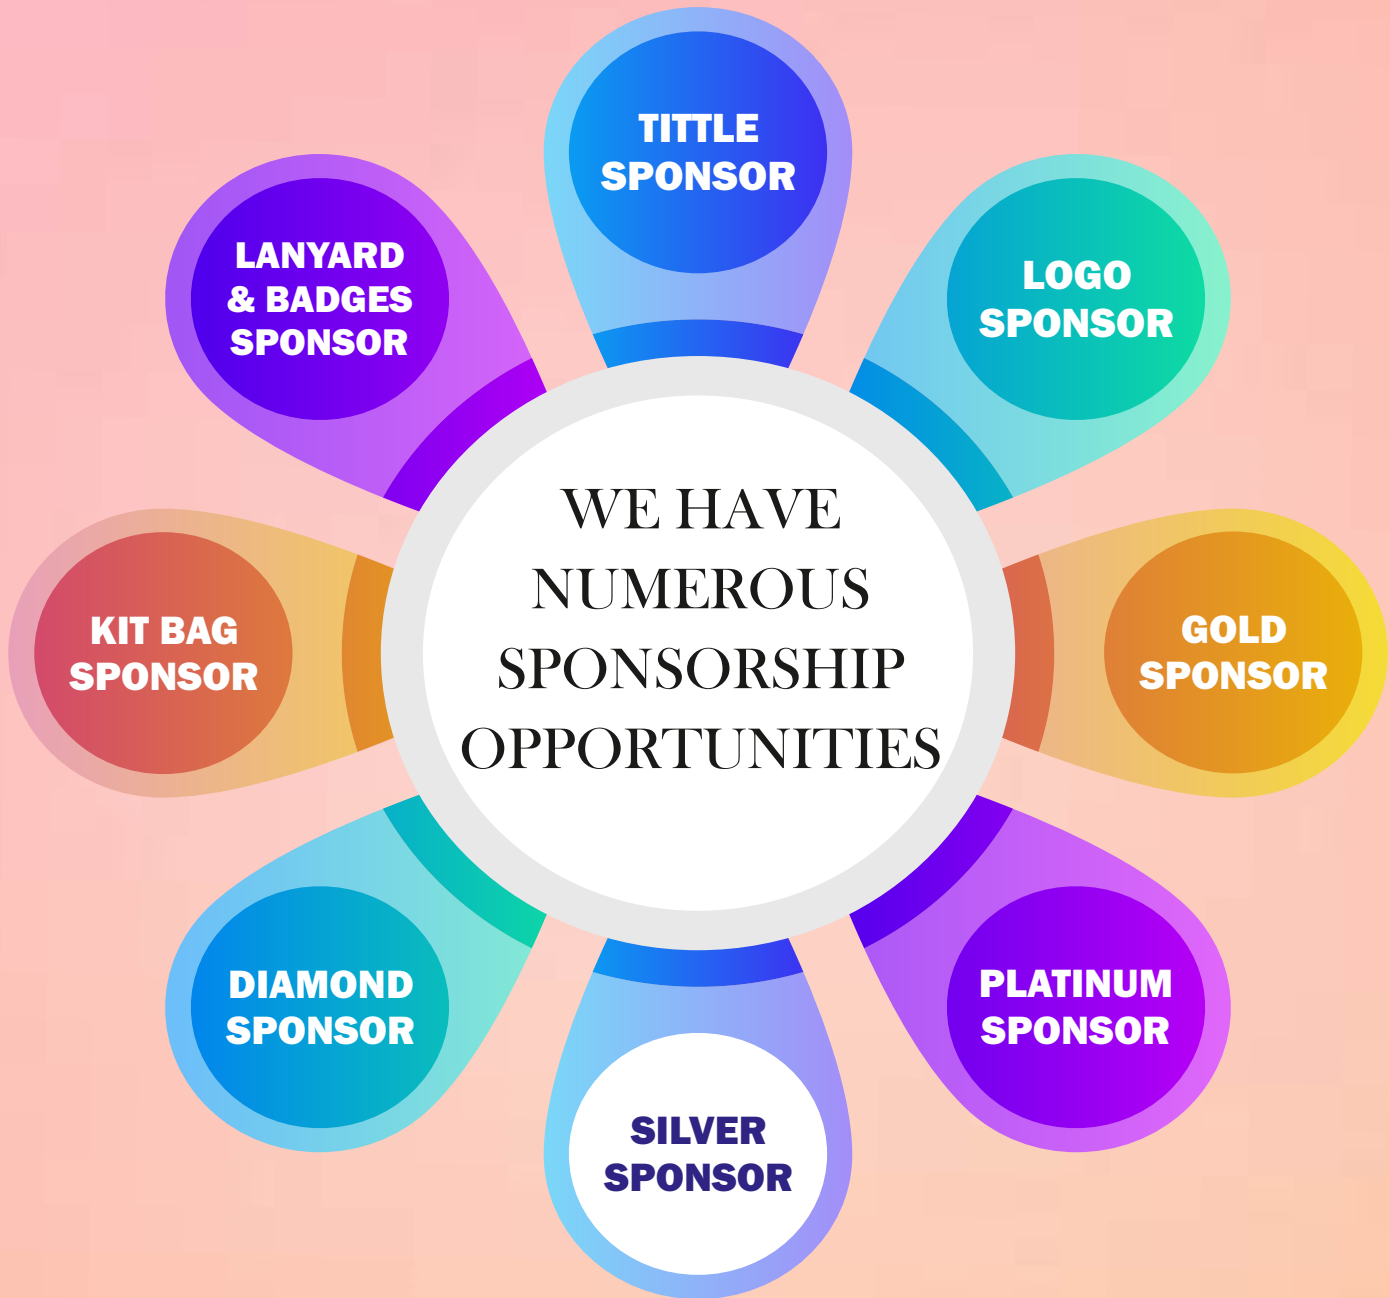 TITTLE
SPONSOR
LOGO
SPONSOR
GOLD
SPONSOR
PLATINUM
SPONSOR
SILVER
SPONSOR
DIAMOND
SPONSOR
KIT BAG
SPONSOR
LANYARD
& BADGES
SPONSOR
WE HAVE
NUMEROUS
SPONSORSHIP
OPPORTUNITIES